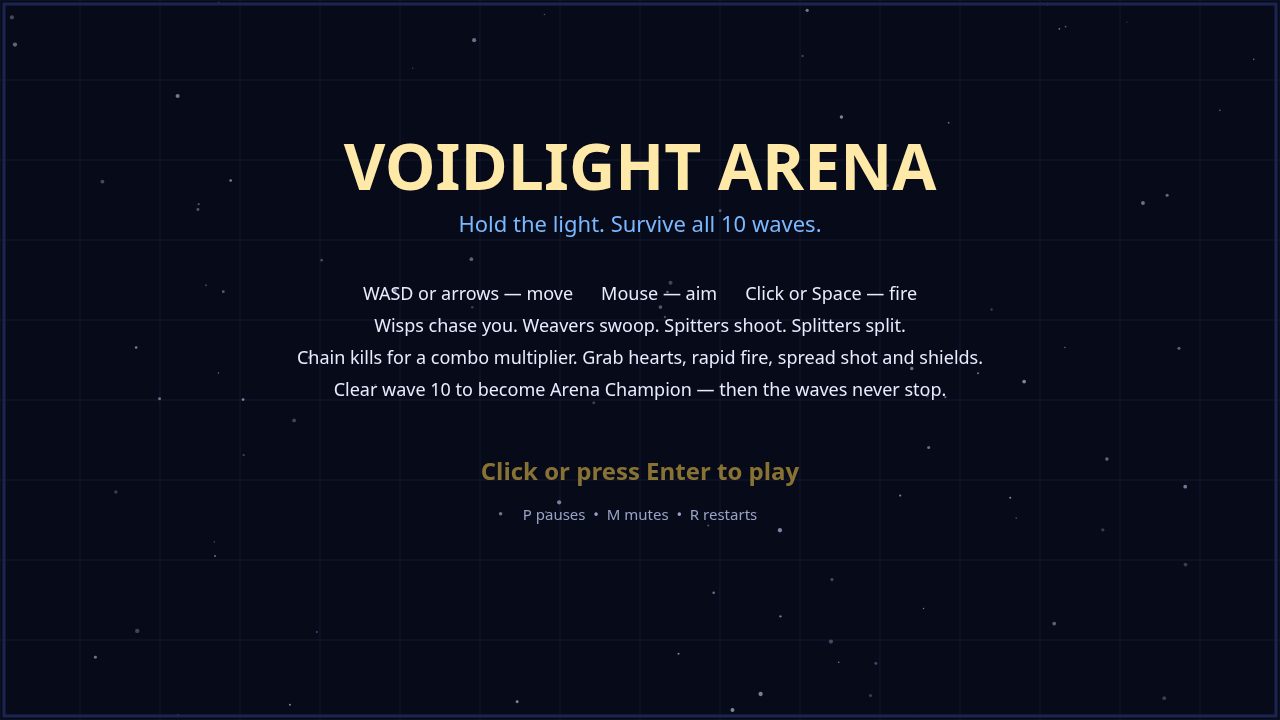 VOIDLIGHT ARENA
Hold the light. Survive all 10 waves.
WASD or arrows — move Mouse — aim Click or Space — fire
Wisps chase you. Weavers swoop. Spitters shoot. Splitters split.
Chain kills for a combo multiplier. Grab hearts, rapid fire, spread shot and shields.
Clear wave 10 to become Arena Champion — then the waves never stop.
Click or press Enter to play
P pauses • M mutes • R restarts